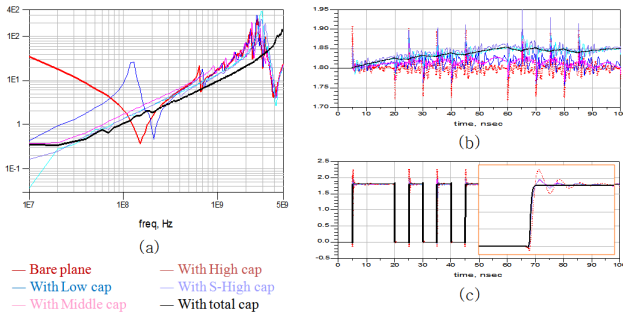 4E2
1E2
1E1
1
1E-1
1E7 1E8 1E9 5E9
freq, Hz
(a)
1.95
1.90
1.85
1.80
1.75
1.70
0 10 20 30 40 50 60 70 80 90 100
time, nsec
(b)
2.5
2.0
1.5
1.0
0.5
0.0
-0.5
0 10 20 30 40 50 60 70 80 90 100
time, nsec
(c)
Bare plane
With High cap
With Low cap
With S-High cap
With Middle cap
With total cap